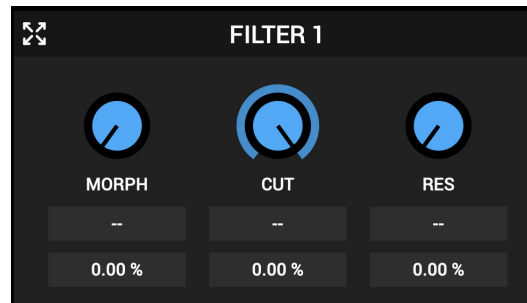 FILTER 1
MORPH CUT RES
-- -- --
0.00 % 0.00 % 0.00 %